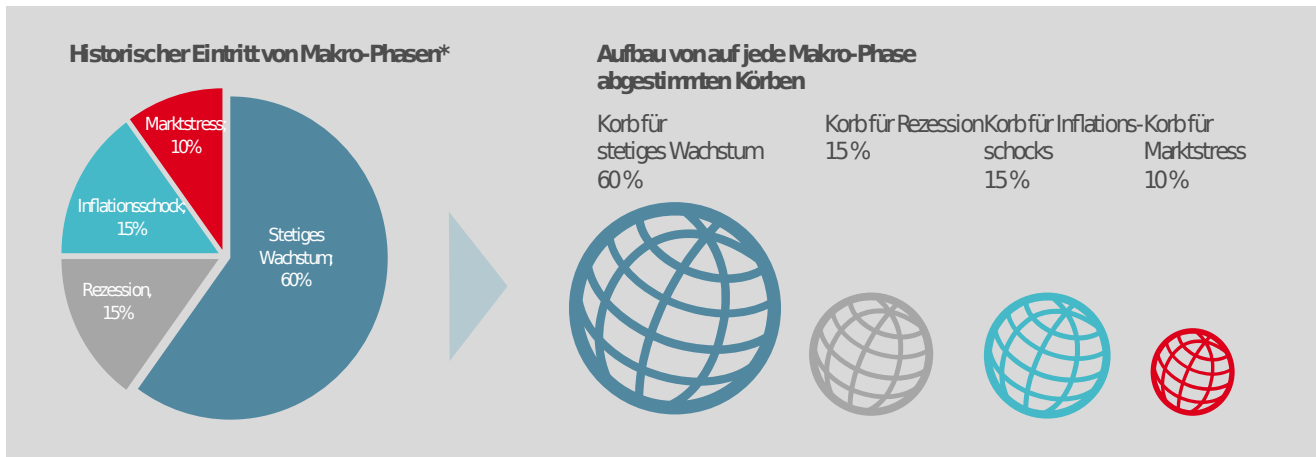 Historischer Eintritt von Makro-Phasen*
Marktstress;
10%
Inflationsschock;
15%
Rezession,
15%
Stetiges
Wachstum;
60%
Aufbau von auf jede Makro-Phase
abgestimmten Körben
Korb für
stetiges Wachstum
60 %
Korb für Rezession
15 %
Korb für Inflations-
schocks
15 %
Korb für
Marktstress
10 %